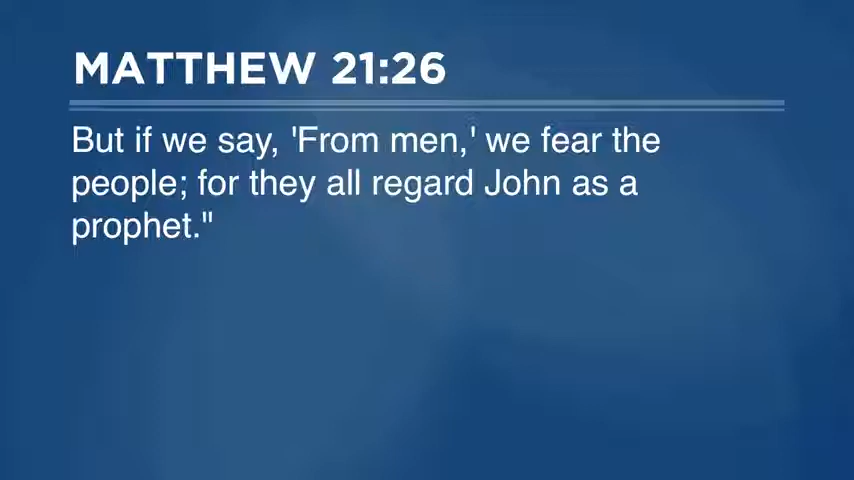 MATTHEW 21:26
But if we say, 'From men,' we fear the
people; for they all regard John as a
prophet."